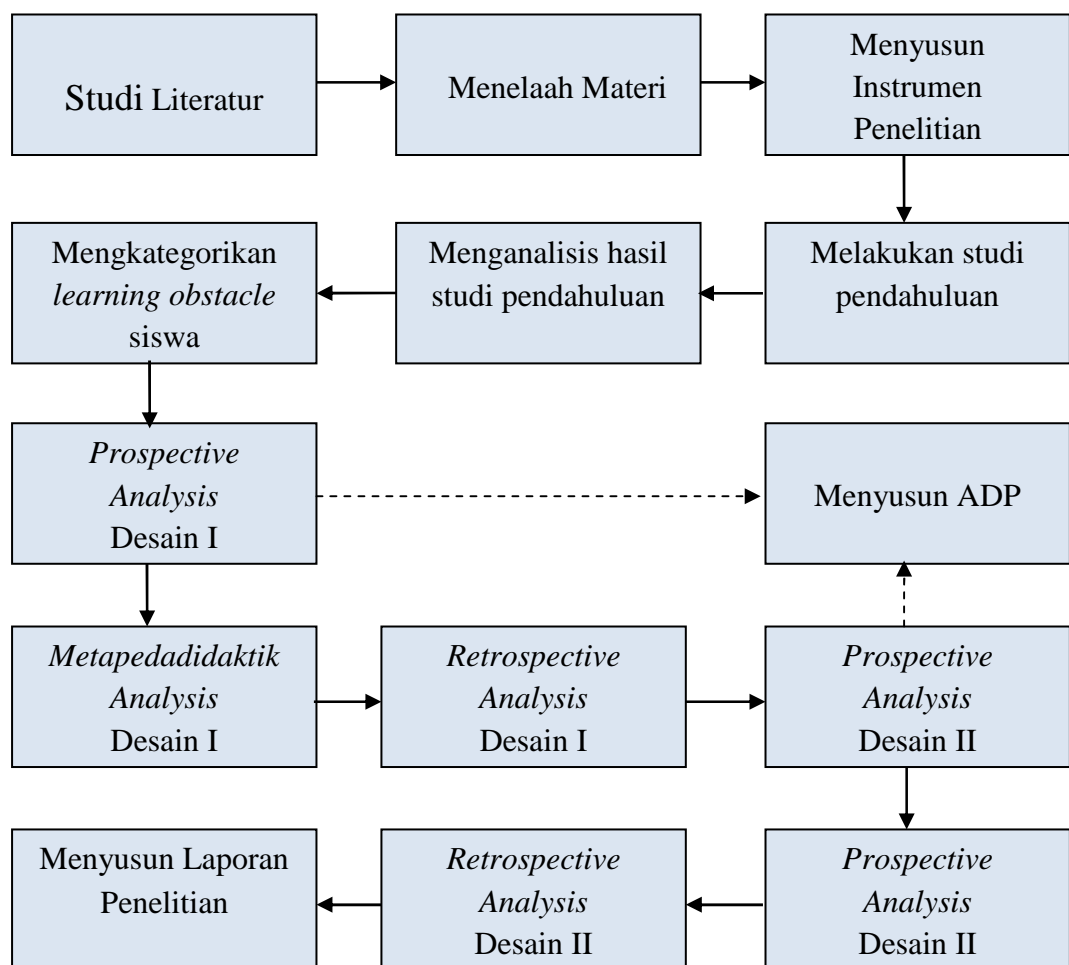 Studi Literatur
Menelaah Materi
Menyusun
Instrumen
Penelitian
Mengkategorikan
learning obstacle
siswa
Menganalisis hasil
studi pendahuluan
Melakukan studi
pendahuluan
Prospective
Analysis
Desain I
Menyusun ADP
Metapedadidaktik
Analysis
Desain I
Retrospective
Analysis
Desain I
Prospective
Analysis
Desain II
Menyusun Laporan
Penelitian
Retrospective
Analysis
Desain II
Prospective
Analysis
Desain II